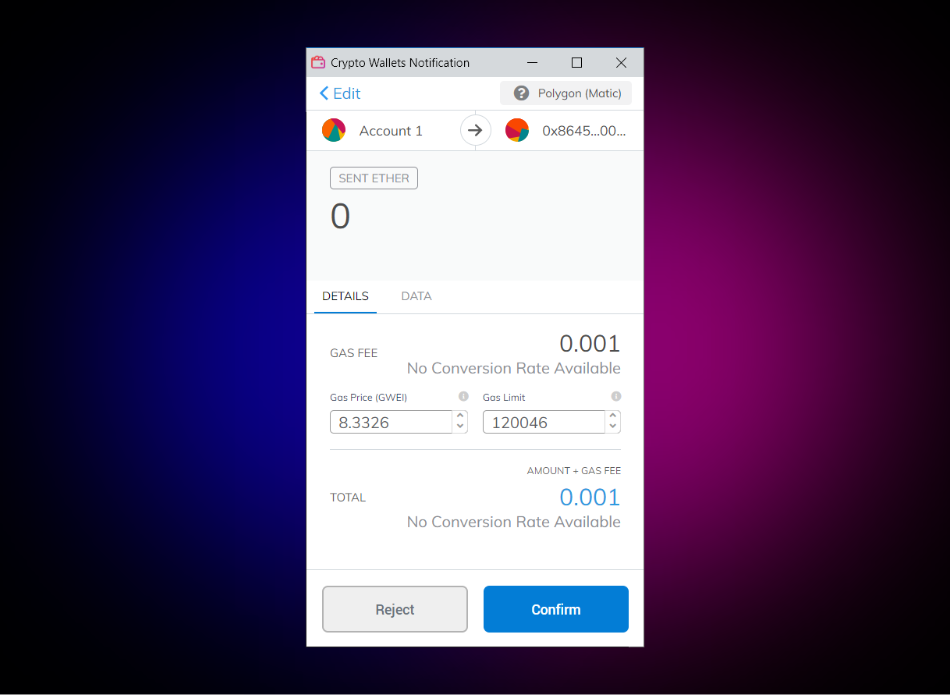 Crypto Wallets Notification
Edit
Polygon (Matic)
Account 1
0x8645...00...
SENT ETHER
0
DETAILS
DATA
GAS FEE
0.001
No Conversion Rate Available
Gas Price (GWEI)
Gas Limit
8.3326
120046
AMOUNT + GAS FEE
TOTAL
0.001
No Conversion Rate Available
Reject
Confirm